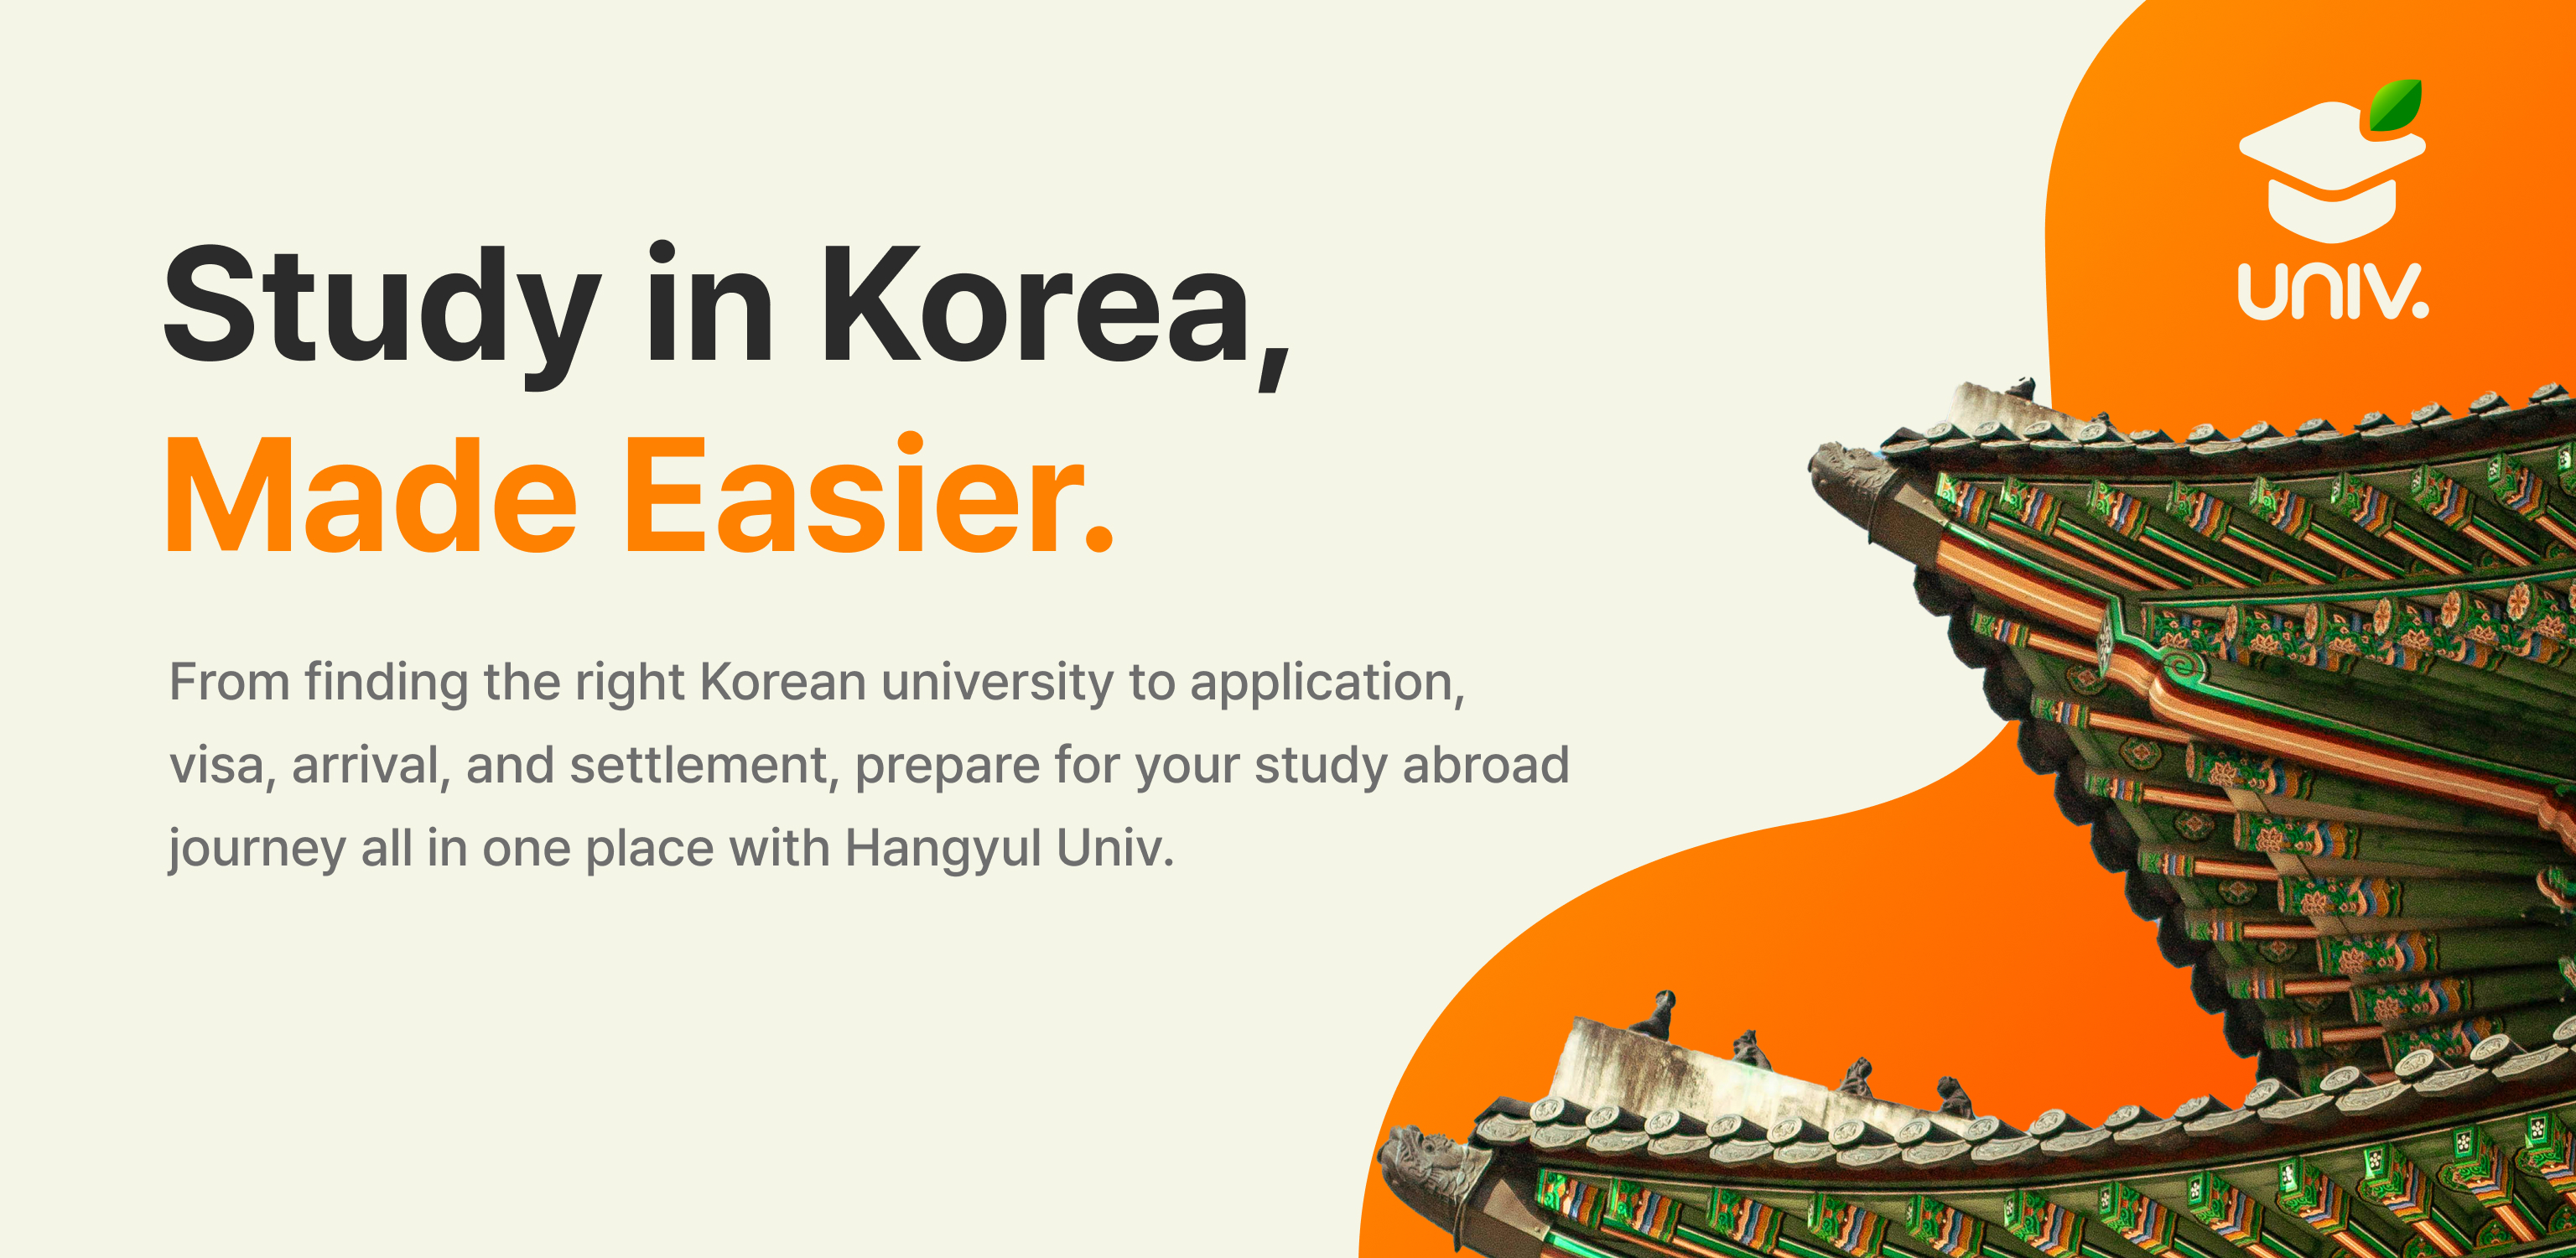 UNIV.
Study in Korea,
Made Easier.
From finding the right Korean university to application,
visa, arrival, and settlement, prepare for your study abroad
journey all in one place with Hangyul Univ.